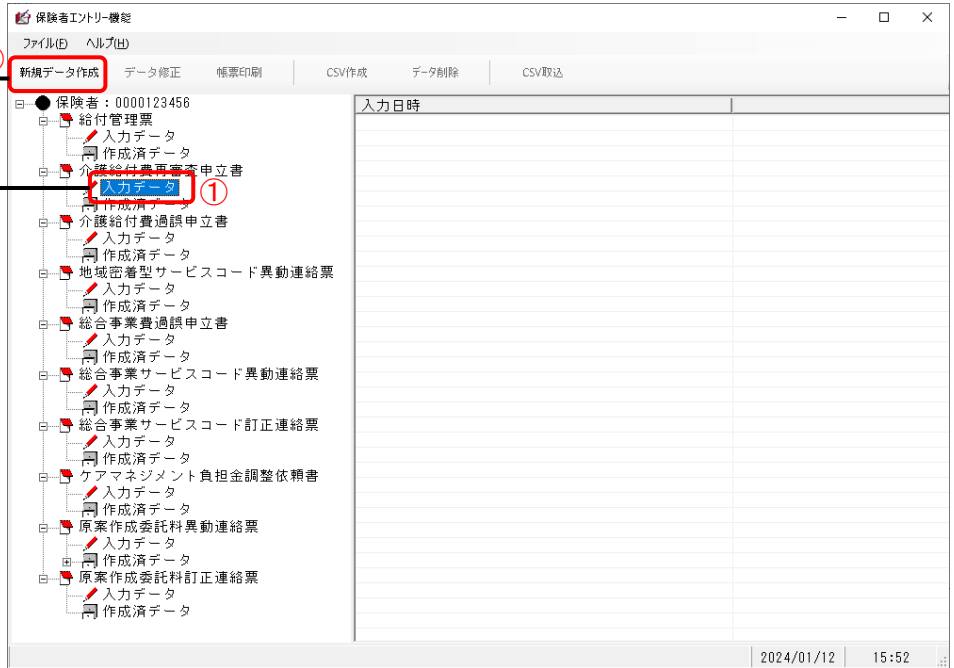 保険者エントリー機能
ファイル(F) ヘルプ(H)
新規データ作成 データ修正 帳票印刷 CSV作成 データ削除 CSV取込
保険者：0000123456
給付管理票
入力データ
作成済データ
介護給付費再審査申立書
入力データ ①
作成済データ
介護給付費過誤申立書
入力データ
作成済データ
地域密着型サービスコード異動連絡票
入力データ
作成済データ
総合事業費過誤申立書
入力データ
作成済データ
総合事業サービスコード異動連絡票
入力データ
作成済データ
総合事業サービスコード訂正連絡票
入力データ
作成済データ
ケアマネジメント負担金調整依頼書
入力データ
作成済データ
原案作成委託料異動連絡票
入力データ
作成済データ
原案作成委託料訂正連絡票
入力データ
作成済データ
入力日時
2024/01/12 15:52